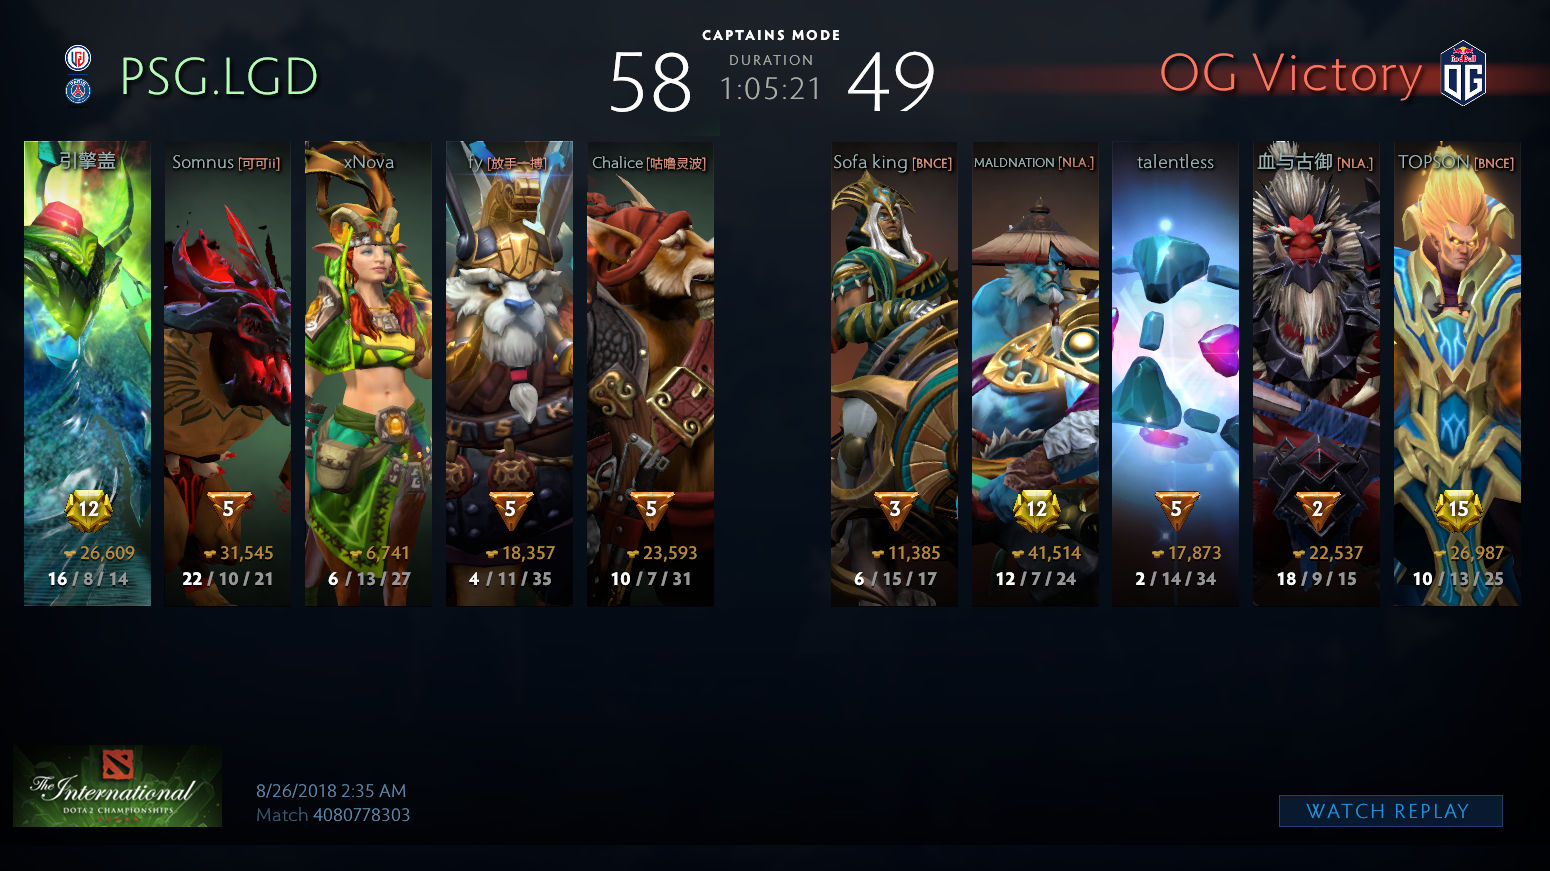 CAPTAINS MODE
PSG.LGD
58
DURATION
1:05:21
49
OG Victory
Red Bull
OG
引擎盖
Somnus [可可ii]
xNova
fy [放手一搏]
Chalice [咕噜灵波]
Sofa king [BNCE]
MALDNATION [NLA.]
talentless
血与古御 [NLA.]
TOPSON [BNCE]
12
5
5
5
3
12
5
2
15
26,609
31,545
6,741
18,357
23,593
11,385
41,514
17,873
22,537
26,987
16 / 8 / 14
22 / 10 / 21
6 / 13 / 27
4 / 11 / 35
10 / 7 / 31
6 / 15 / 17
12 / 7 / 24
2 / 14 / 34
18 / 9 / 15
10 / 13 / 25
The International
DOTA 2 CHAMPIONSHIPS
8/26/2018 2:35 AM
Match 4080778303
WATCH REPLAY